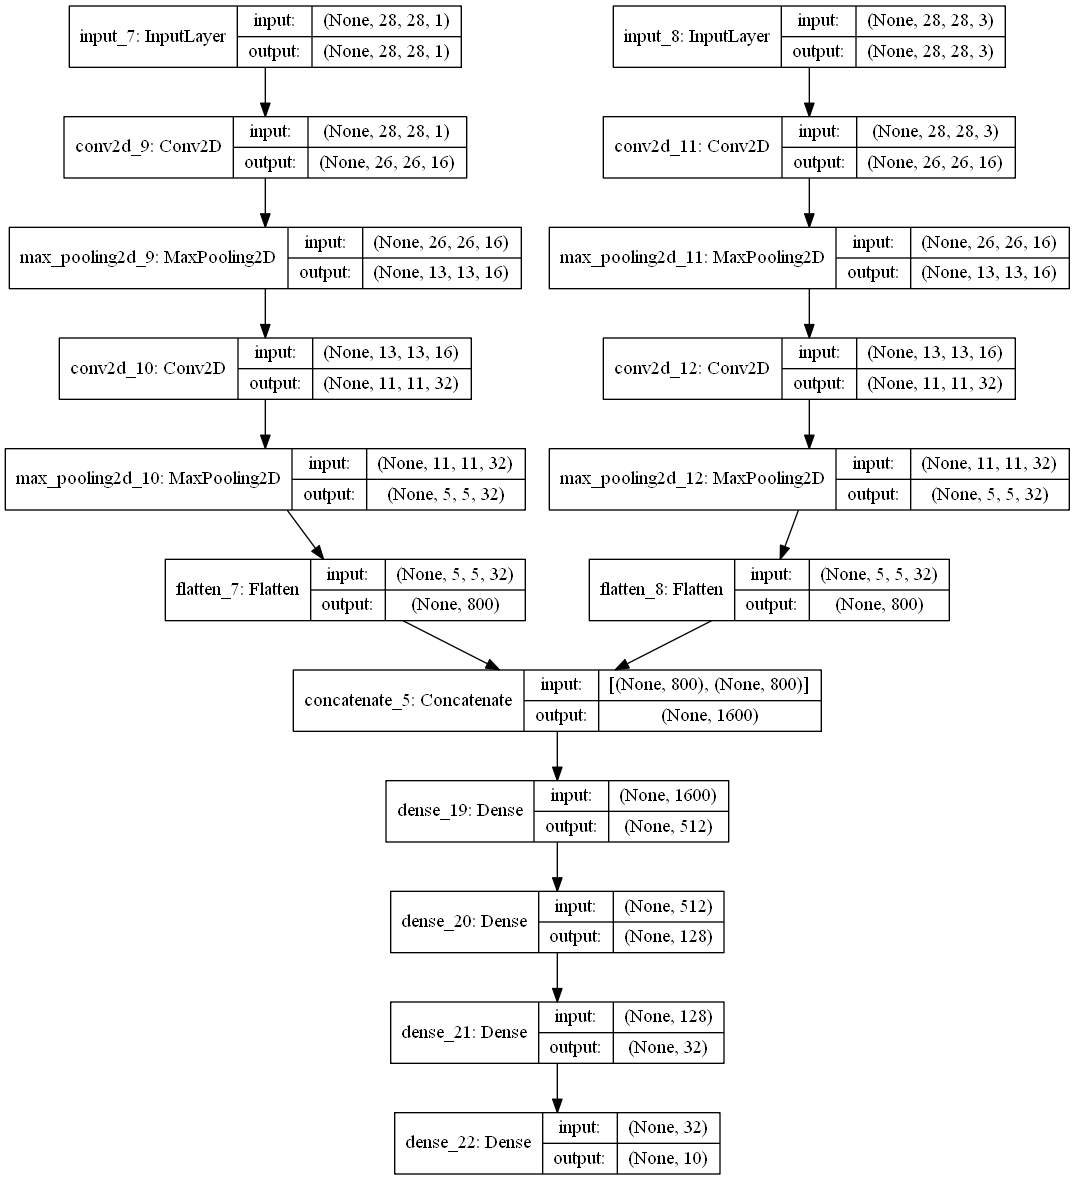 input_7: InputLayer
input: (None, 28, 28, 1)
output: (None, 28, 28, 1)
input_8: InputLayer
input: (None, 28, 28, 3)
output: (None, 28, 28, 3)
conv2d_9: Conv2D
input: (None, 28, 28, 1)
output: (None, 26, 26, 16)
conv2d_11: Conv2D
input: (None, 28, 28, 3)
output: (None, 26, 26, 16)
max_pooling2d_9: MaxPooling2D
input: (None, 26, 26, 16)
output: (None, 13, 13, 16)
max_pooling2d_11: MaxPooling2D
input: (None, 26, 26, 16)
output: (None, 13, 13, 16)
conv2d_10: Conv2D
input: (None, 13, 13, 16)
output: (None, 11, 11, 32)
conv2d_12: Conv2D
input: (None, 13, 13, 16)
output: (None, 11, 11, 32)
max_pooling2d_10: MaxPooling2D
input: (None, 11, 11, 32)
output: (None, 5, 5, 32)
max_pooling2d_12: MaxPooling2D
input: (None, 11, 11, 32)
output: (None, 5, 5, 32)
flatten_7: Flatten
input: (None, 5, 5, 32)
output: (None, 800)
flatten_8: Flatten
input: (None, 5, 5, 32)
output: (None, 800)
concatenate_5: Concatenate
input: [(None, 800), (None, 800)]
output: (None, 1600)
dense_19: Dense
input: (None, 1600)
output: (None, 512)
dense_20: Dense
input: (None, 512)
output: (None, 128)
dense_21: Dense
input: (None, 128)
output: (None, 32)
dense_22: Dense
input: (None, 32)
output: (None, 10)